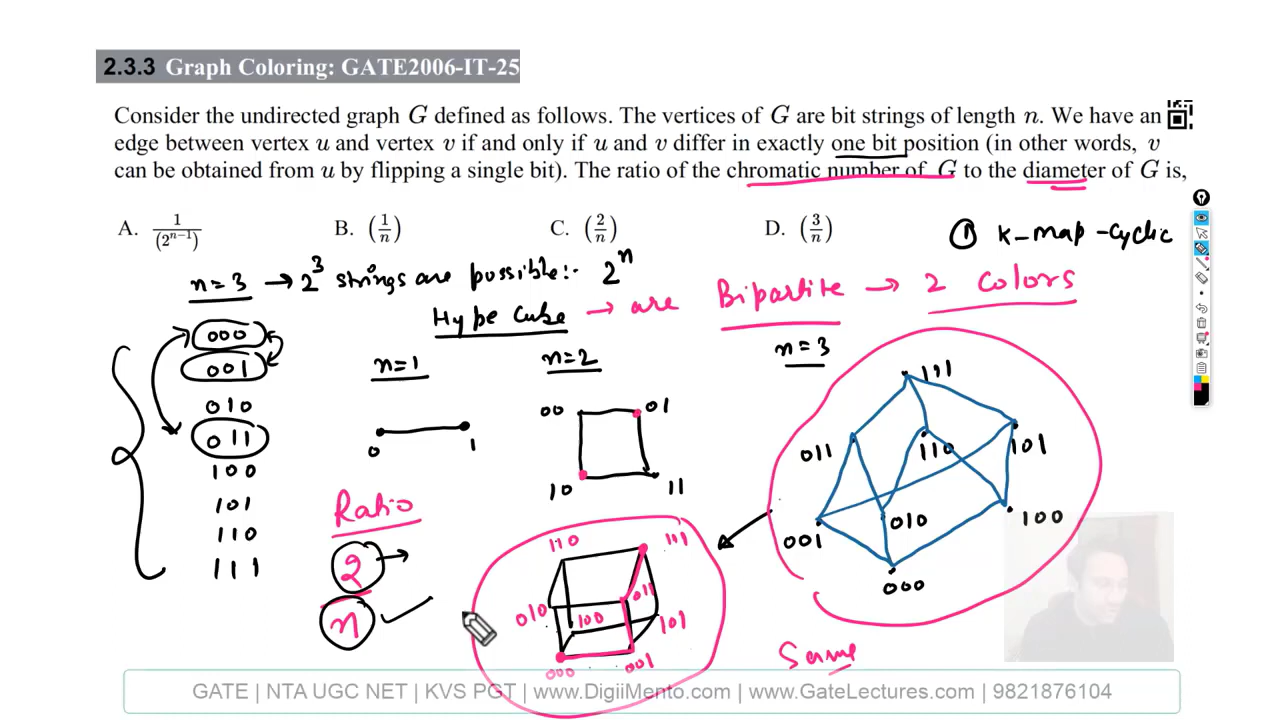 2.3.3 Graph Coloring: GATE2006-IT-25
Consider the undirected graph G defined as follows. The vertices of G are bit strings of length n. We have an
edge between vertex u and vertex v if and only if u and v differ in exactly one bit position (in other words, v
can be obtained from u by flipping a single bit). The ratio of the chromatic number of G to the diameter of G is,
A. 1/(2^{n-1}) B. (1/n) C. (2/n) D. (3/n)
① K-map-cyclic
n=3 → 2^3 strings are possible:- 2^n
Hype Cube → are Bipartite → 2 Colors
000
001
010
011
100
101
110
111
n=1
0 1
n=2
00 01
10 11
n=3
111
011 110 101
001 010 100
000
Ratio
2 →
n
110 111
010 011
100 101
000 001
Same
GATE | NTA UGC NET | KVS PGT | www.DigiiMento.com | www.GateLectures.com | 9821876104